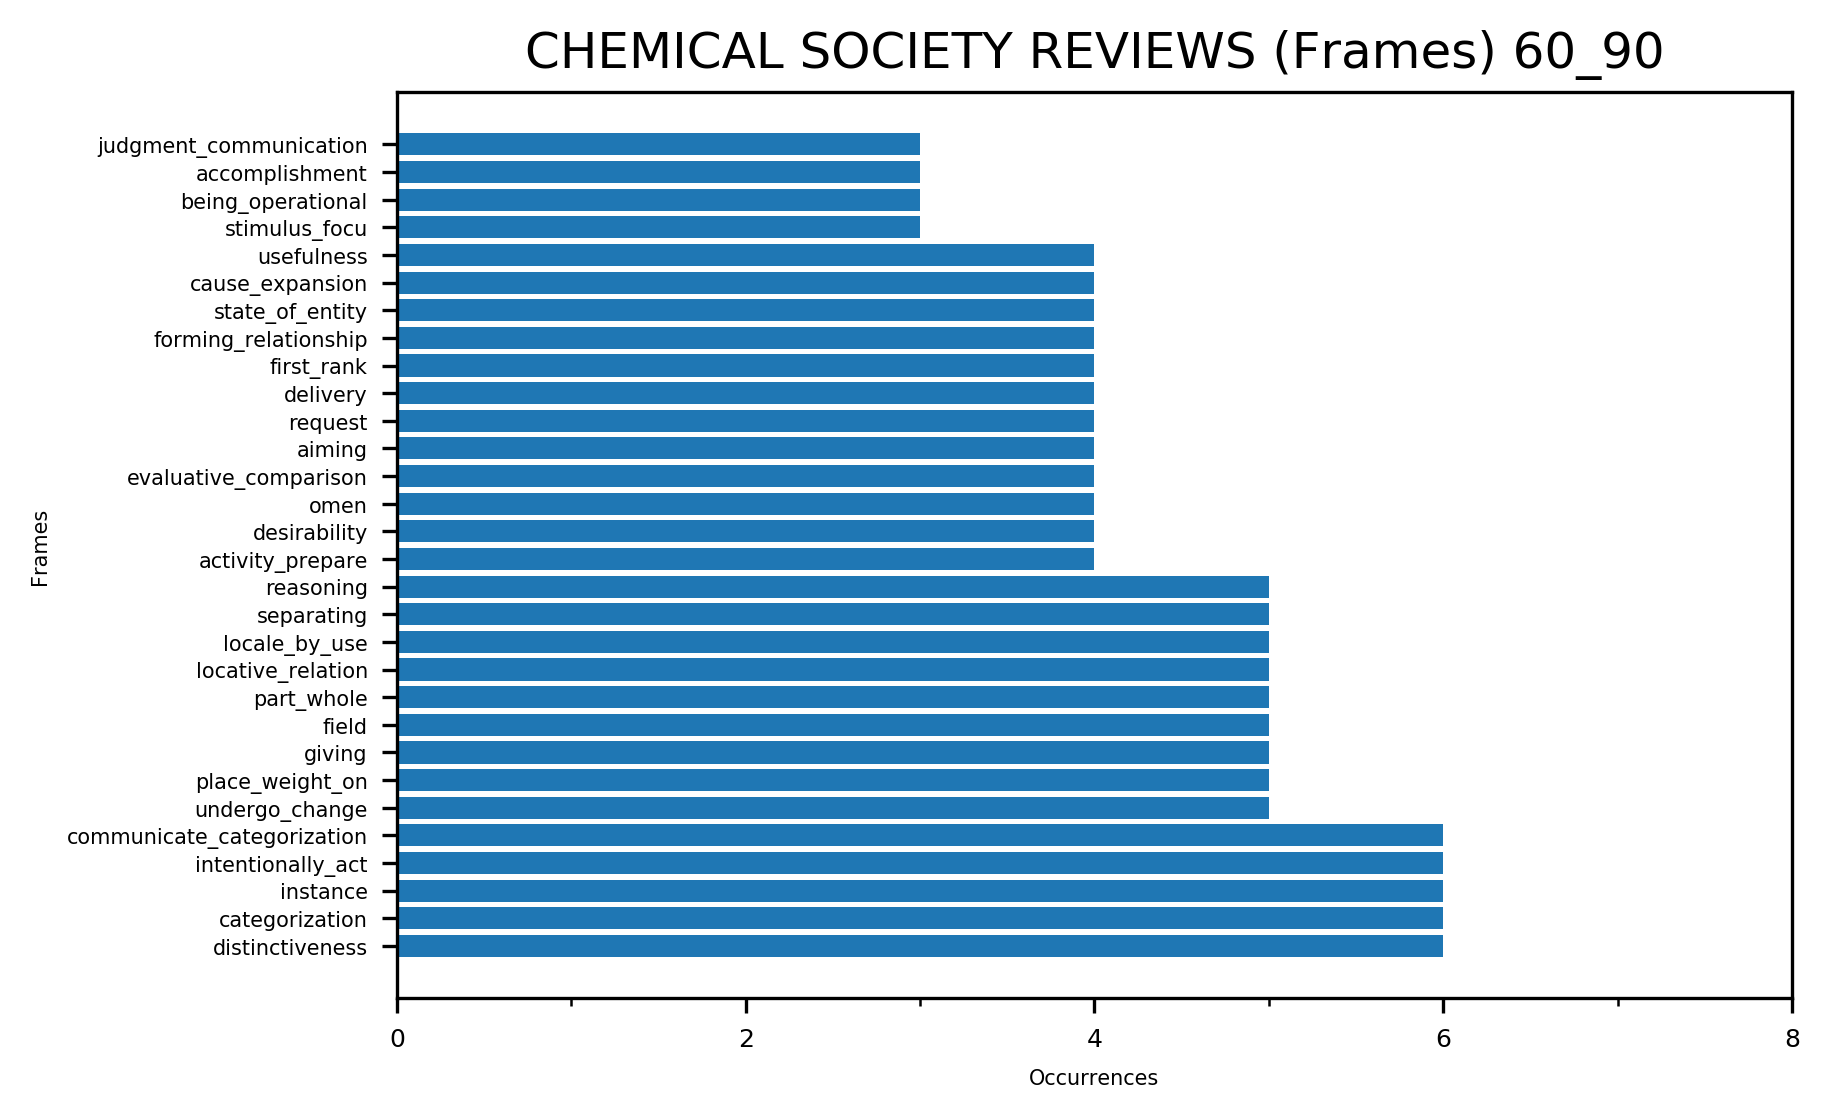 CHEMICAL SOCIETY REVIEWS (Frames) 60_90
judgment_communication
accomplishment
being_operational
stimulus_focu
usefulness
cause_expansion
state_of_entity
forming_relationship
first_rank
delivery
request
aiming
evaluative_comparison
omen
desirability
activity_prepare
reasoning
separating
locale_by_use
locative_relation
part_whole
field
giving
place_weight_on
undergo_change
communicate_categorization
intentionally_act
instance
categorization
distinctiveness
Frames
0 2 4 6 8
Occurrences